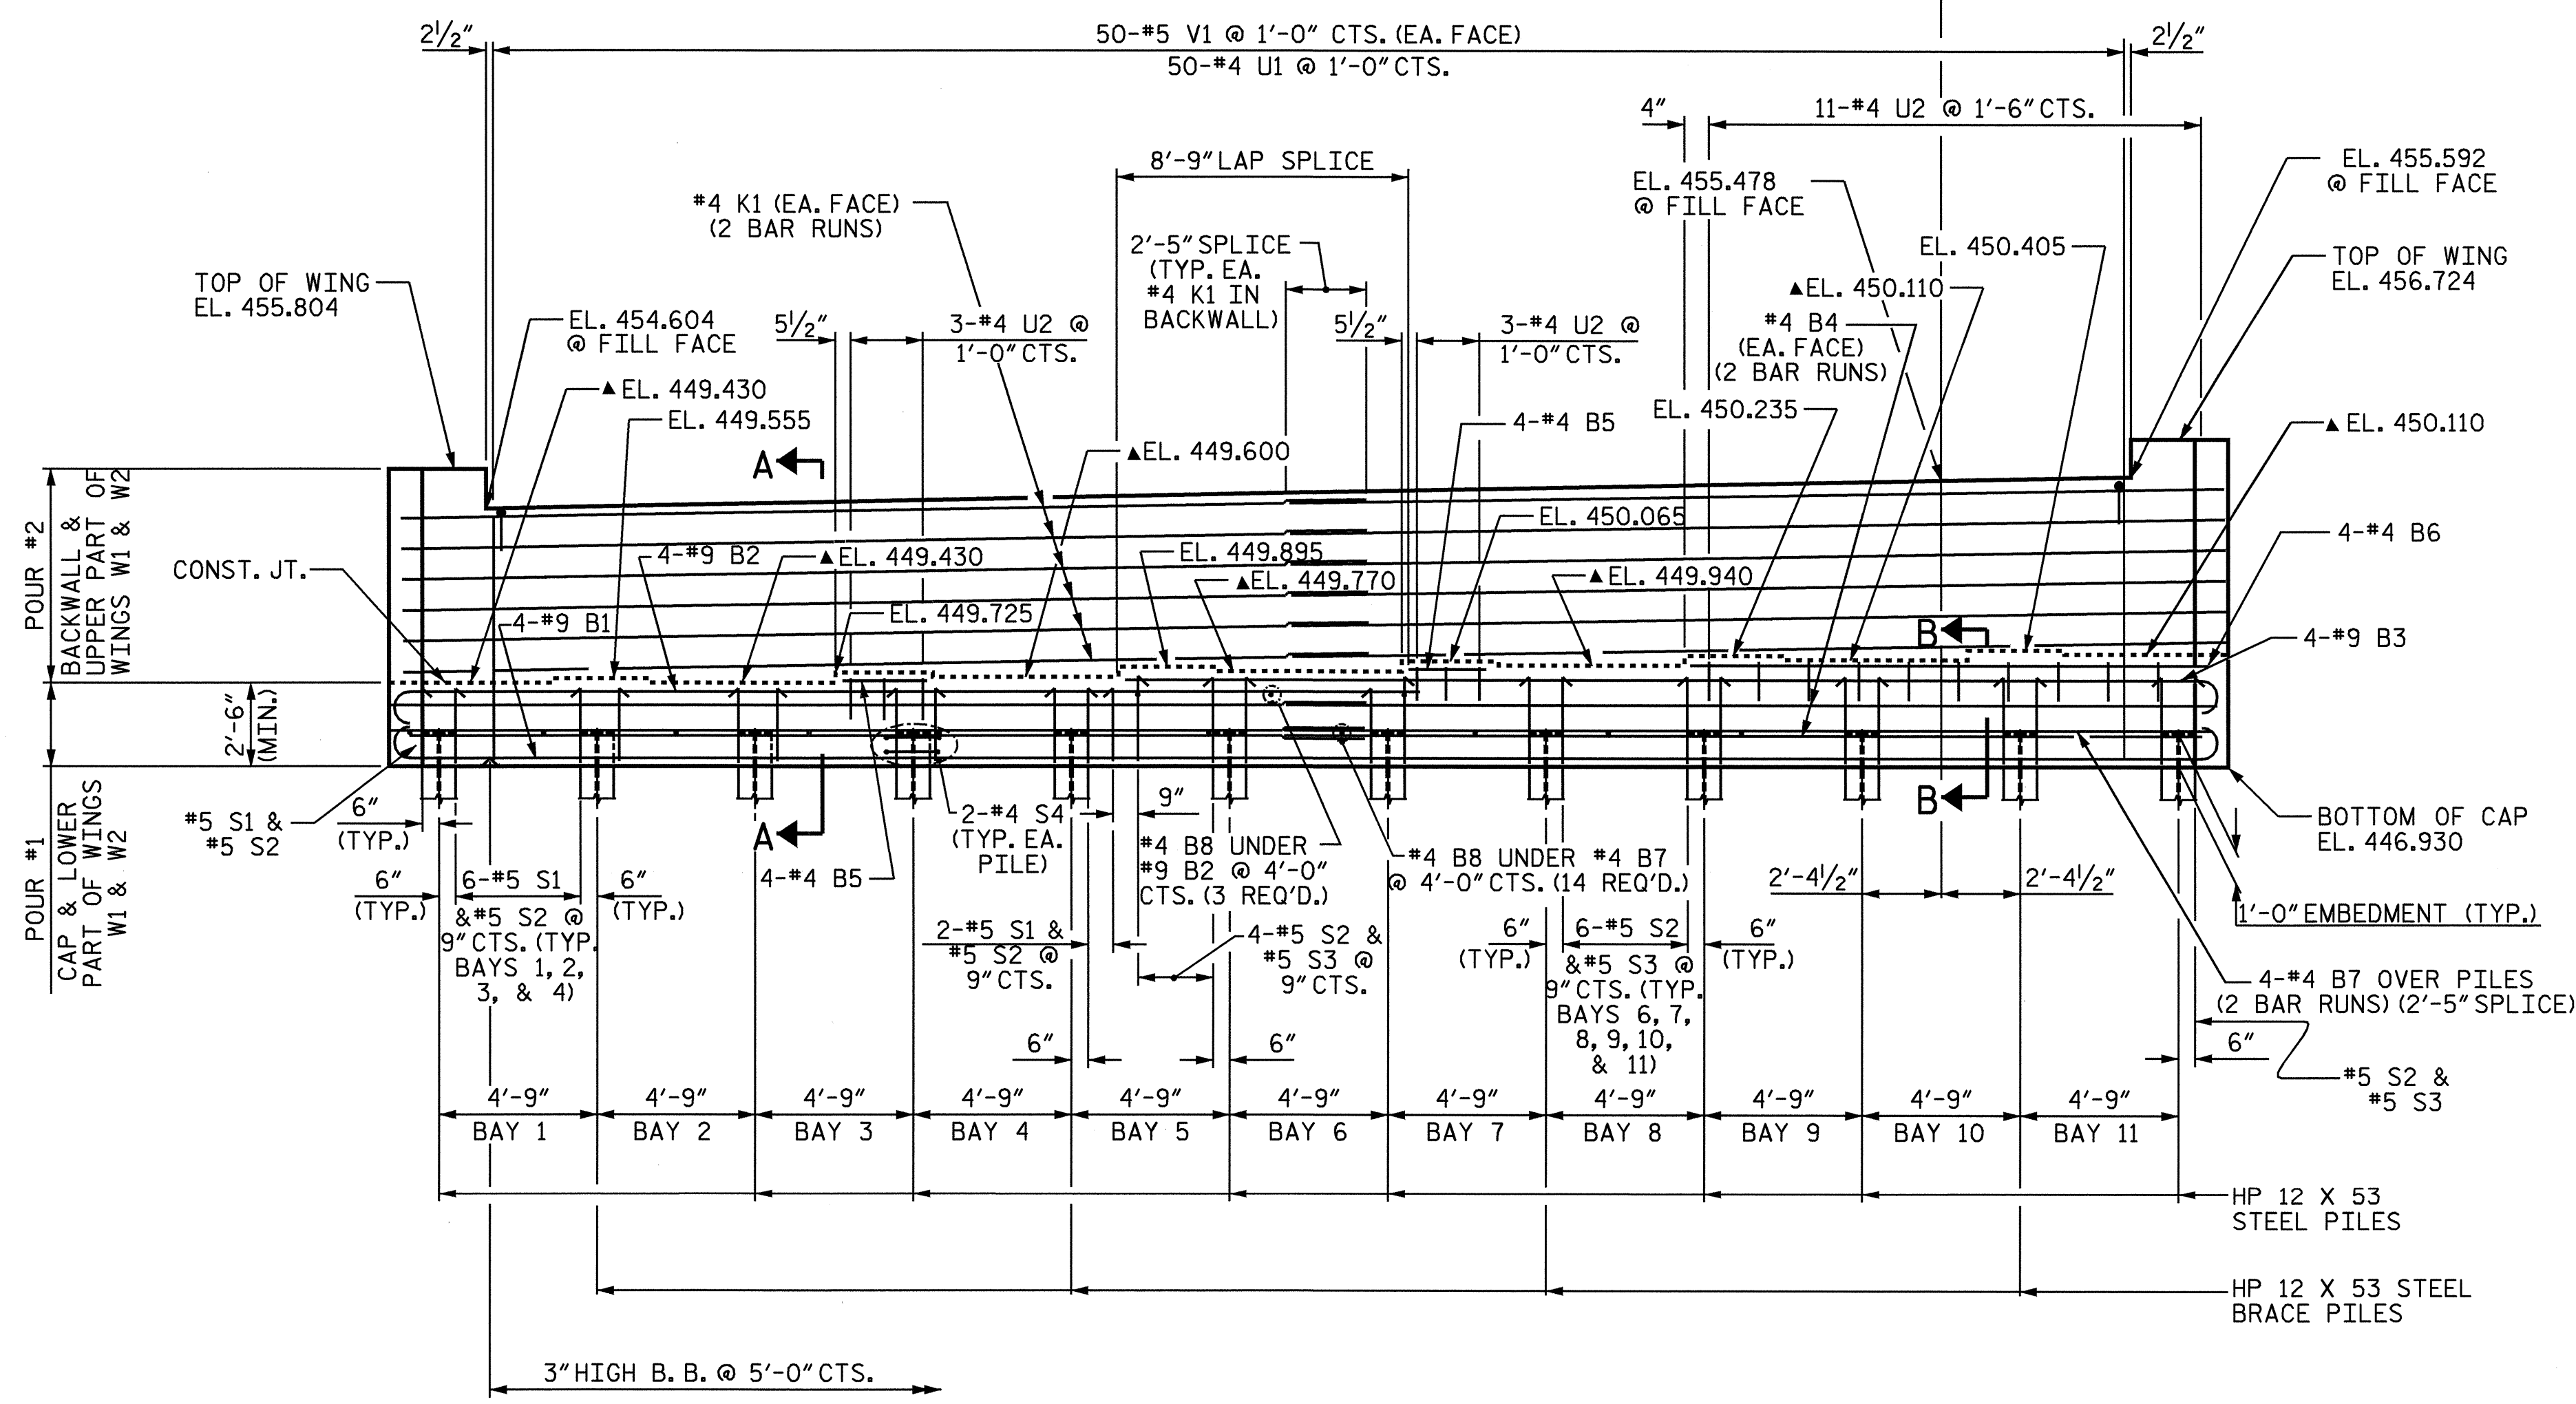 2½"
50-#5 V1 @ 1'-0" CTS. (EA. FACE)
50-#4 U1 @ 1'-0" CTS.
2½"
4"
11-#4 U2 @ 1'-6" CTS.
8'-9" LAP SPLICE
EL. 455.592
@ FILL FACE
EL. 455.478
@ FILL FACE
#4 K1 (EA. FACE)
(2 BAR RUNS)
2'-5" SPLICE
(TYP. EA.
#4 K1 IN
BACKWALL)
EL. 450.405
TOP OF WING
EL. 456.724
TOP OF WING
EL. 455.804
▲EL. 450.110
EL. 454.604
@ FILL FACE
5½"
3-#4 U2 @
1'-0" CTS.
5½"
3-#4 U2 @
1'-0" CTS.
#4 B4
(EA. FACE)
(2 BAR RUNS)
▲ EL. 449.430
EL. 449.555
EL. 450.235
4-#4 B5
▲ EL. 450.110
A
▲EL. 449.600
POUR #2
BACKWALL &
UPPER PART OF
WINGS W1 & W2
EL. 450.065
4-#4 B6
CONST. JT.
4-#9 B2
▲ EL. 449.430
EL. 449.895
▲EL. 449.770
▲ EL. 449.940
EL. 449.725
4-#9 B1
B
4-#9 B3
2'-6"
(MIN.)
POUR #1
CAP & LOWER
PART OF WINGS
W1 & W2
#5 S1 &
#5 S2
6"
(TYP.)
A
2-#4 S4
(TYP. EA.
PILE)
9"
B
BOTTOM OF CAP
EL. 446.930
4-#4 B5
#4 B8 UNDER
#9 B2 @ 4'-0"
CTS. (3 REQ'D.)
#4 B8 UNDER #4 B7
@ 4'-0" CTS. (14 REQ'D.)
2'-4½"
2'-4½"
1'-0" EMBEDMENT (TYP.)
6"
(TYP.)
6-#5 S1
&#5 S2 @
9" CTS. (TYP.
BAYS 1, 2,
3, & 4)
6"
(TYP.)
2-#5 S1 &
#5 S2 @
9" CTS.
4-#5 S2 &
#5 S3 @
9" CTS.
6"
(TYP.)
6-#5 S2
&#5 S3 @
9" CTS. (TYP.
BAYS 6, 7,
8, 9, 10,
& 11)
6"
(TYP.)
4-#4 B7 OVER PILES
(2 BAR RUNS) (2'-5" SPLICE)
6"
6"
6"
#5 S2 &
#5 S3
4'-9"
4'-9"
4'-9"
4'-9"
4'-9"
4'-9"
4'-9"
4'-9"
4'-9"
4'-9"
4'-9"
BAY 1
BAY 2
BAY 3
BAY 4
BAY 5
BAY 6
BAY 7
BAY 8
BAY 9
BAY 10
BAY 11
HP 12 X 53
STEEL PILES
HP 12 X 53 STEEL
BRACE PILES
3" HIGH B. B. @ 5'-0" CTS.